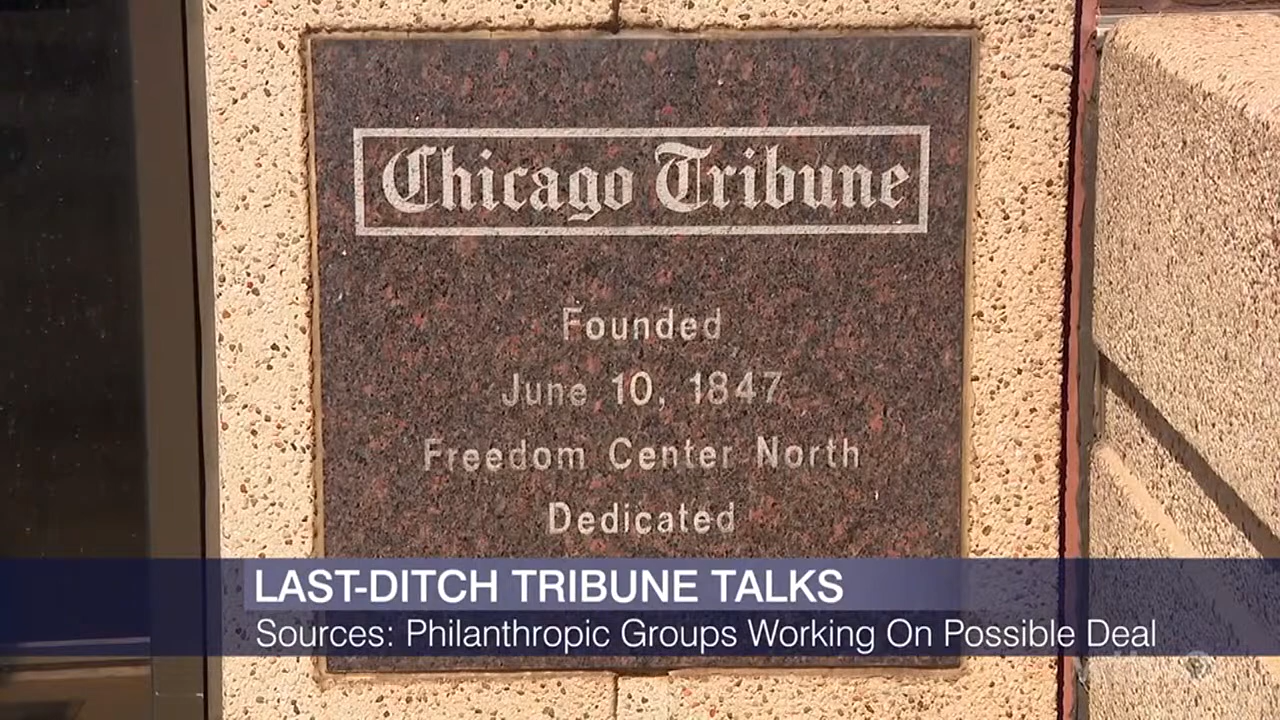 Chicago Tribune
Founded
June 10, 1847
Freedom Center North
Dedicated
LAST-DITCH TRIBUNE TALKS
Sources: Philanthropic Groups Working On Possible Deal